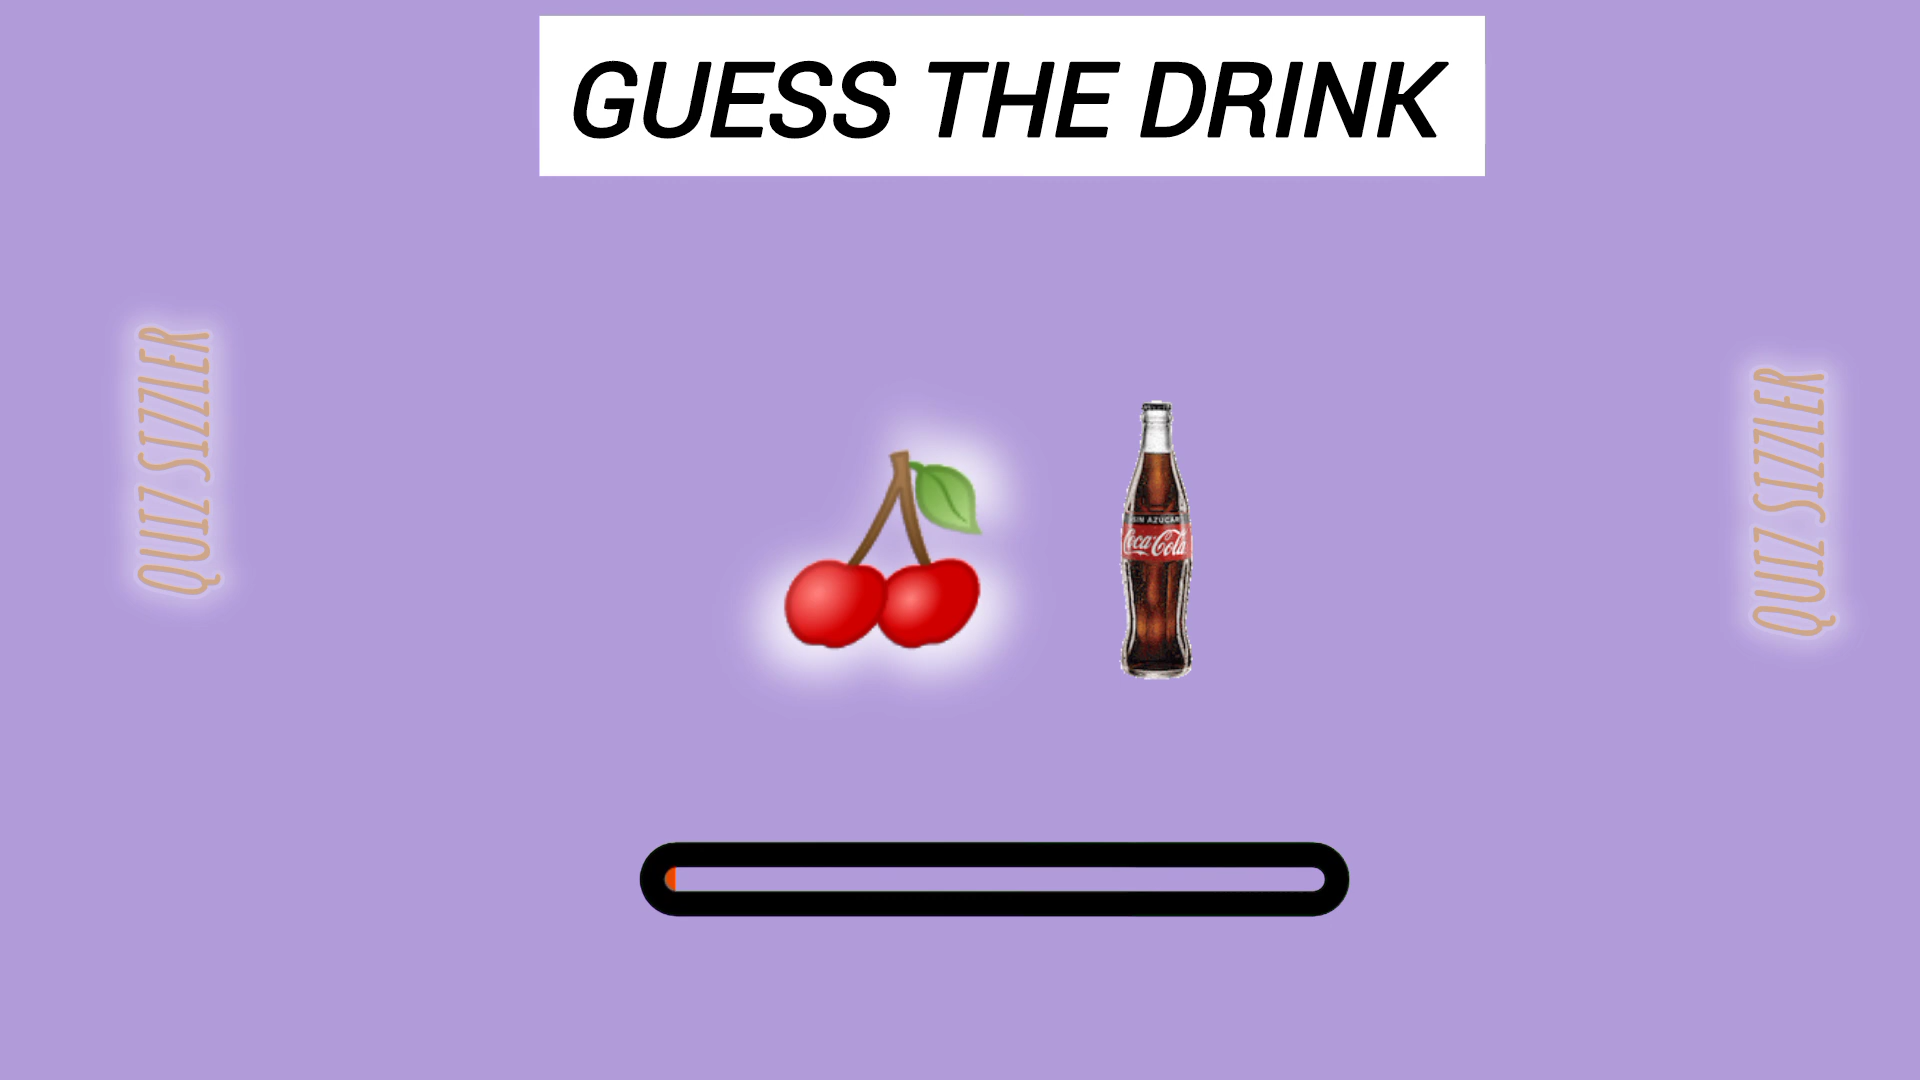 GUESS THE DRINK
QUIZ SIZZLER
SIN AZÚCAR
Coca-Cola
QUIZ SIZZLER